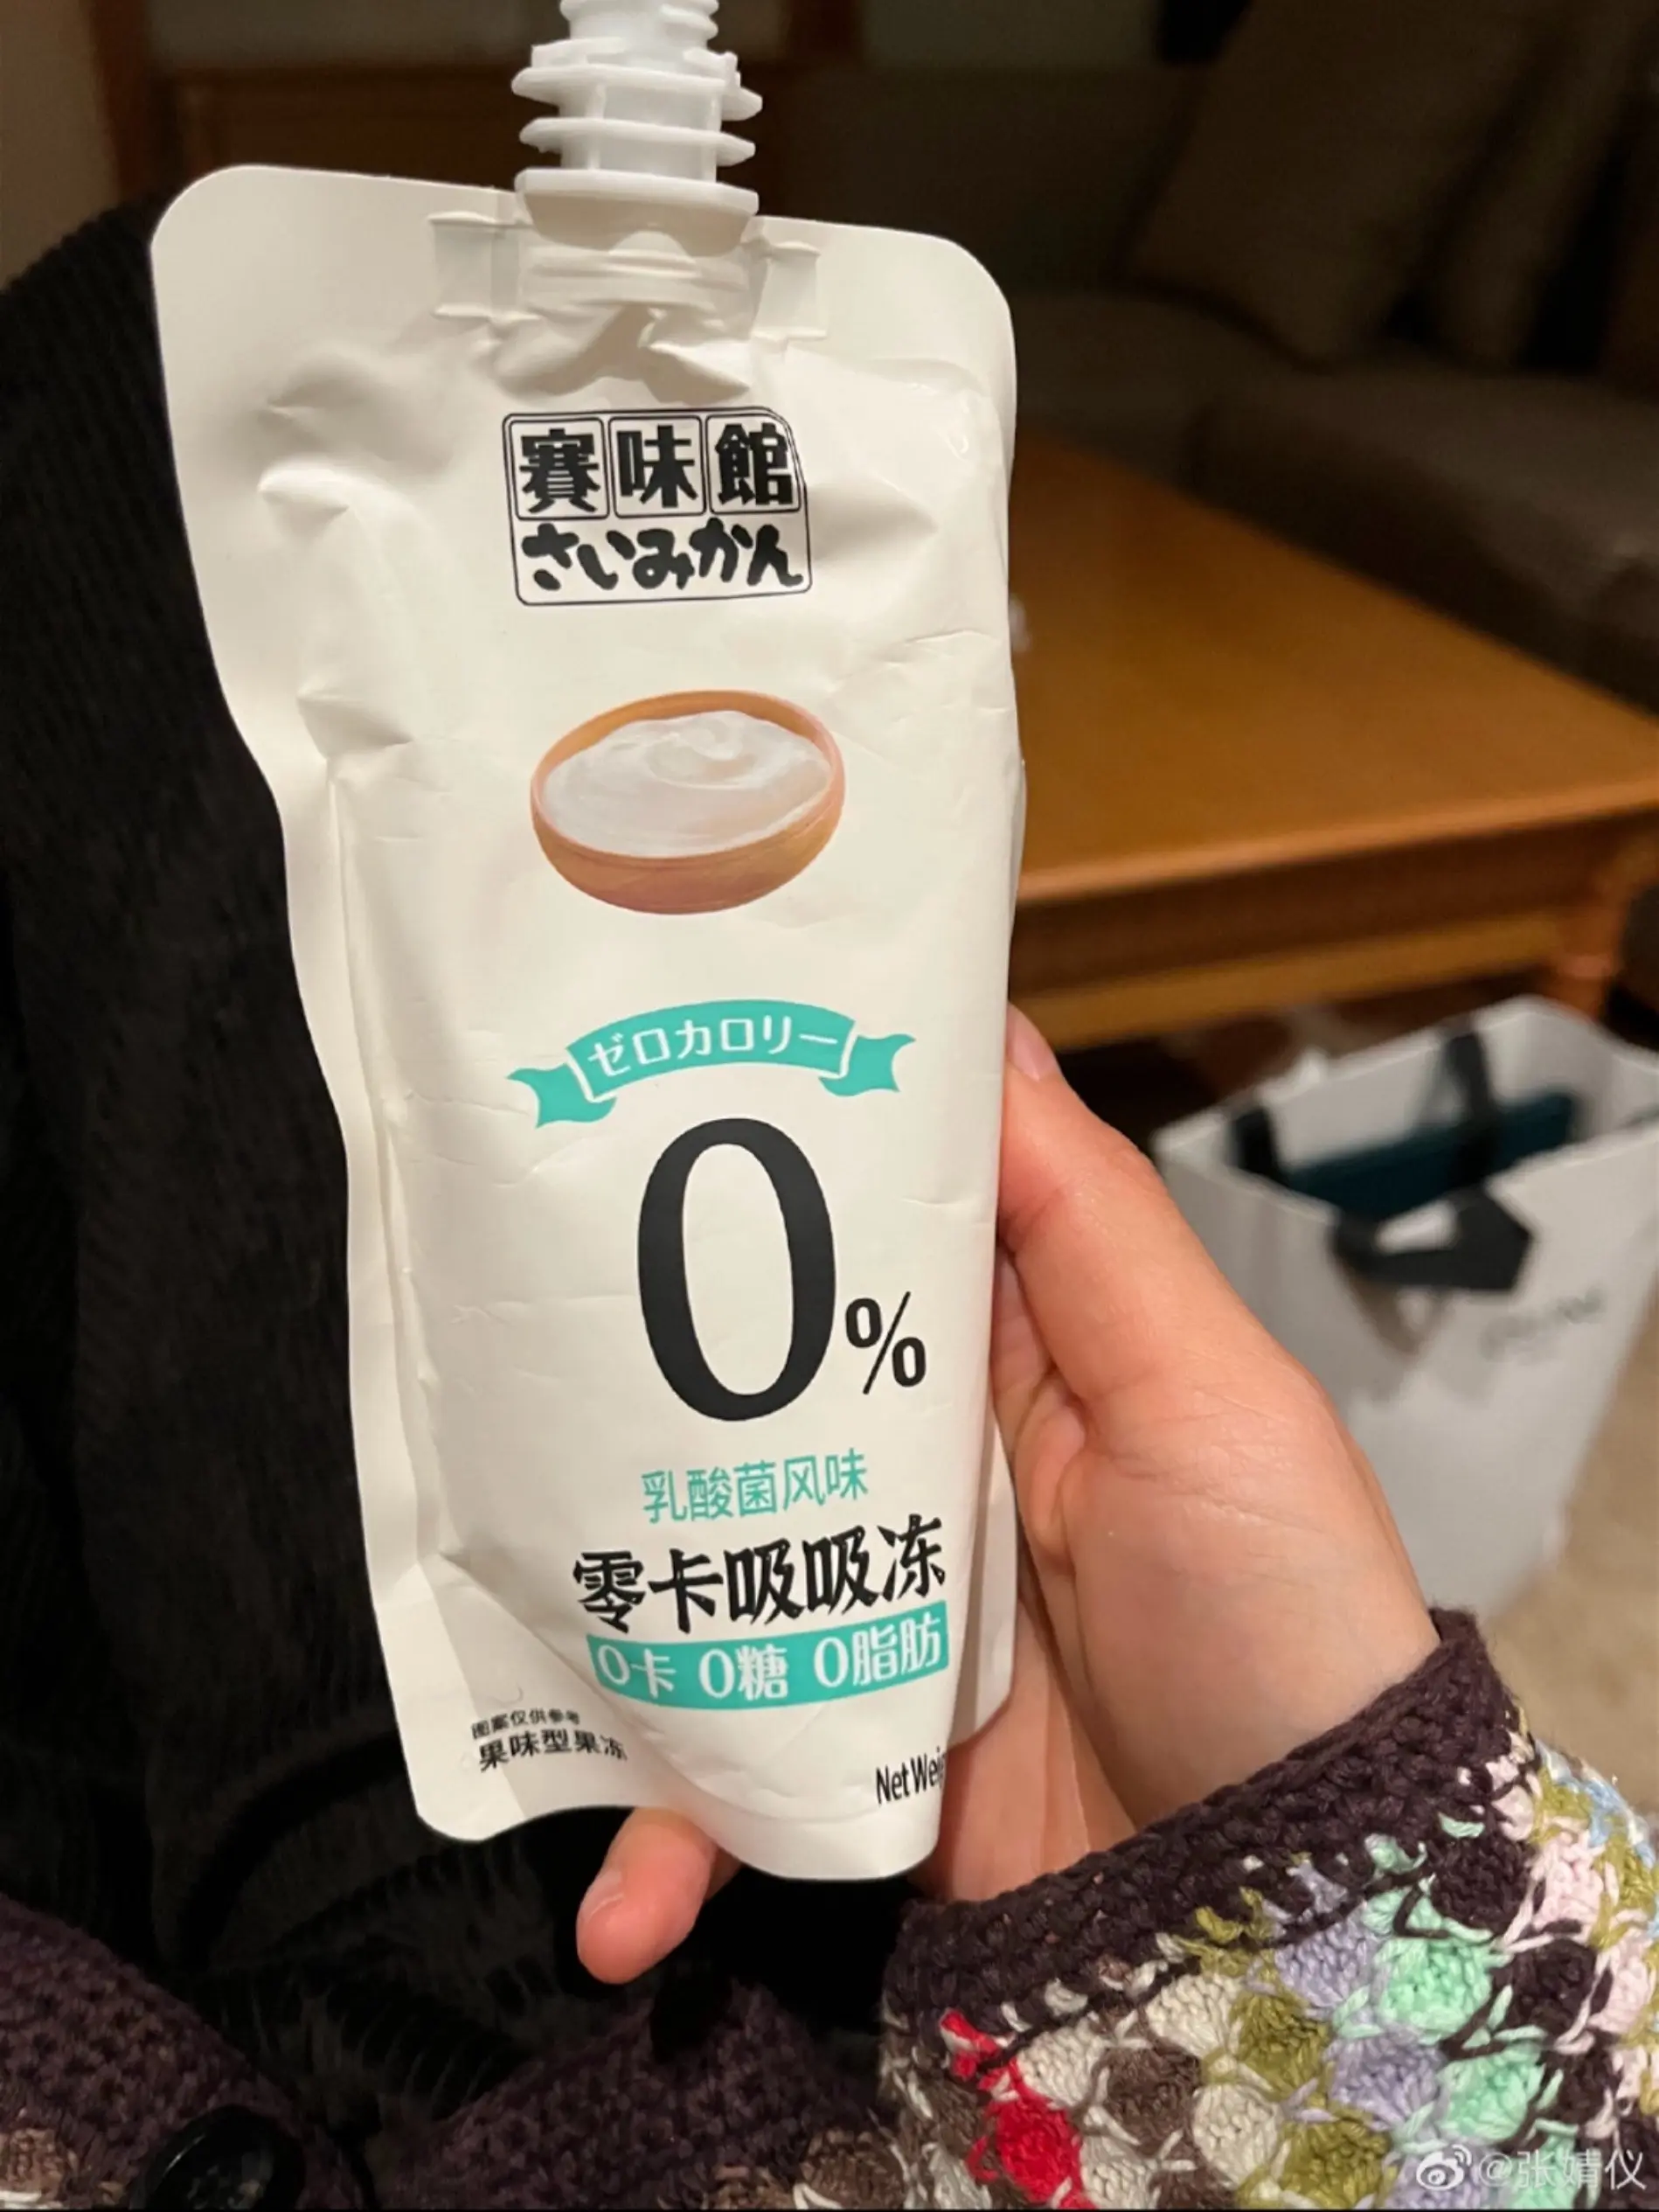 賽味館
さいみかん
ゼロカロリー
0%
乳酸菌风味
零卡吸吸冻
0卡 0糖 0脂肪
图案仅供参考
果味型果冻
Net
@张婧仪